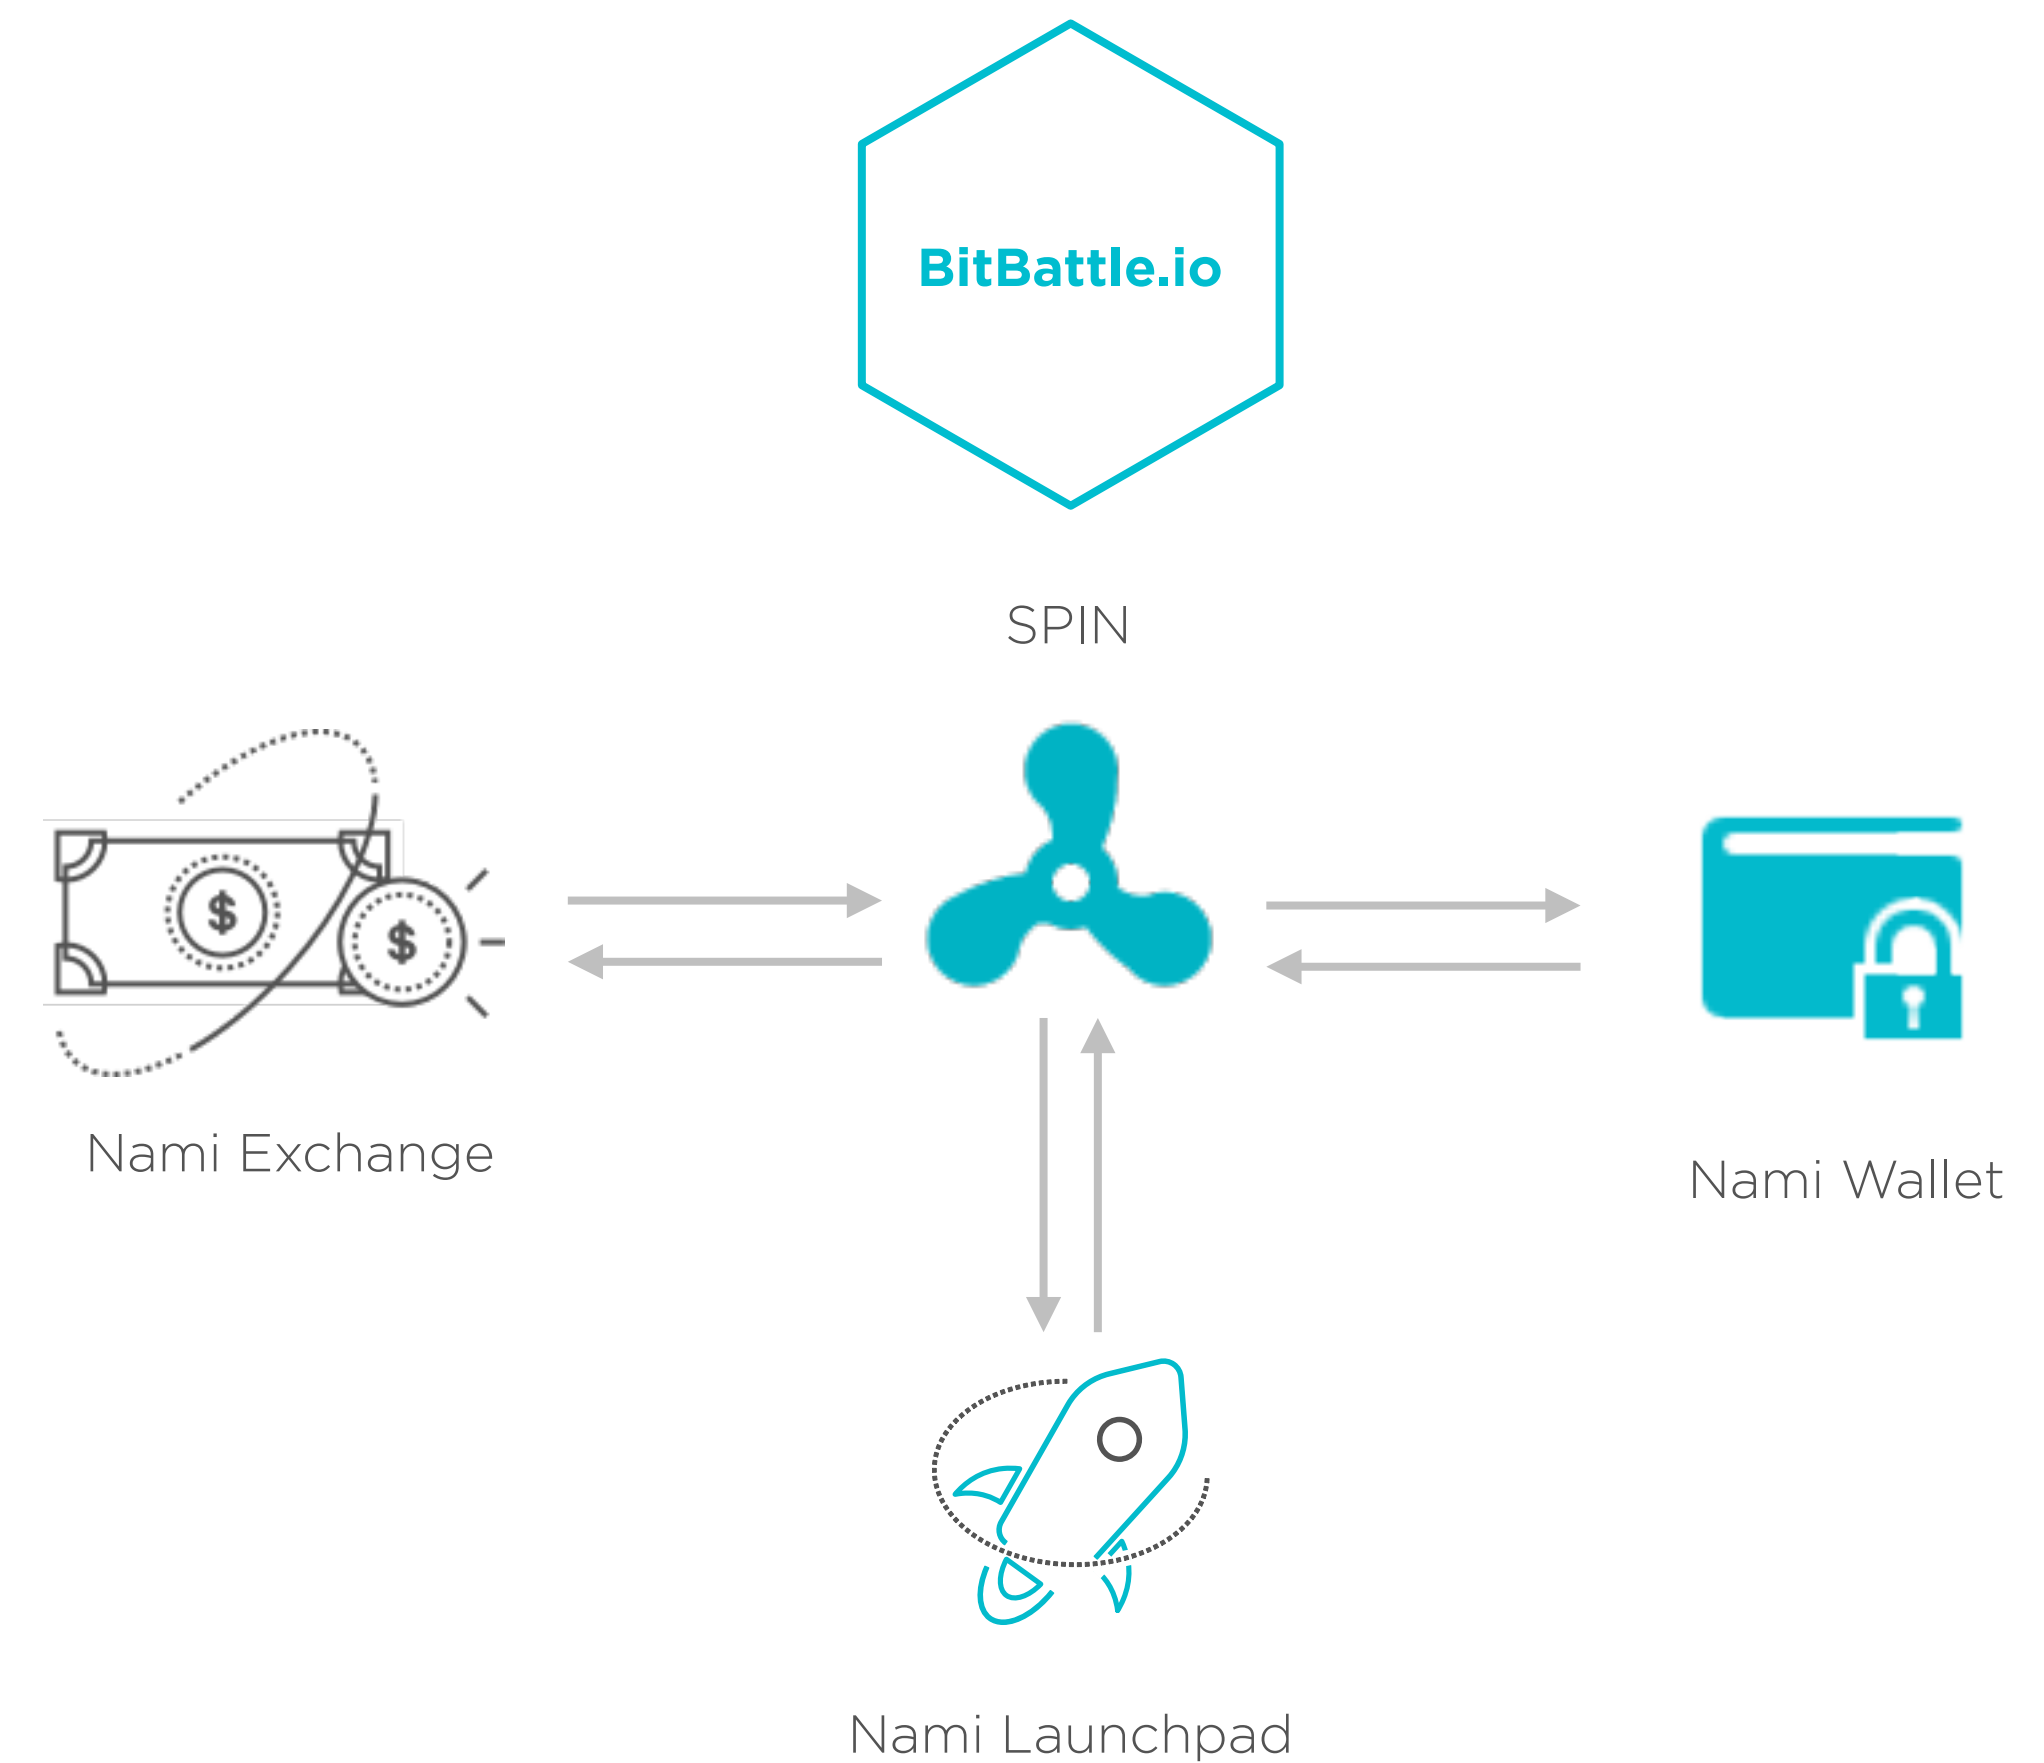 BitBattle.io
SPIN
$
$
Nami Exchange
Nami Wallet
Nami Launchpad